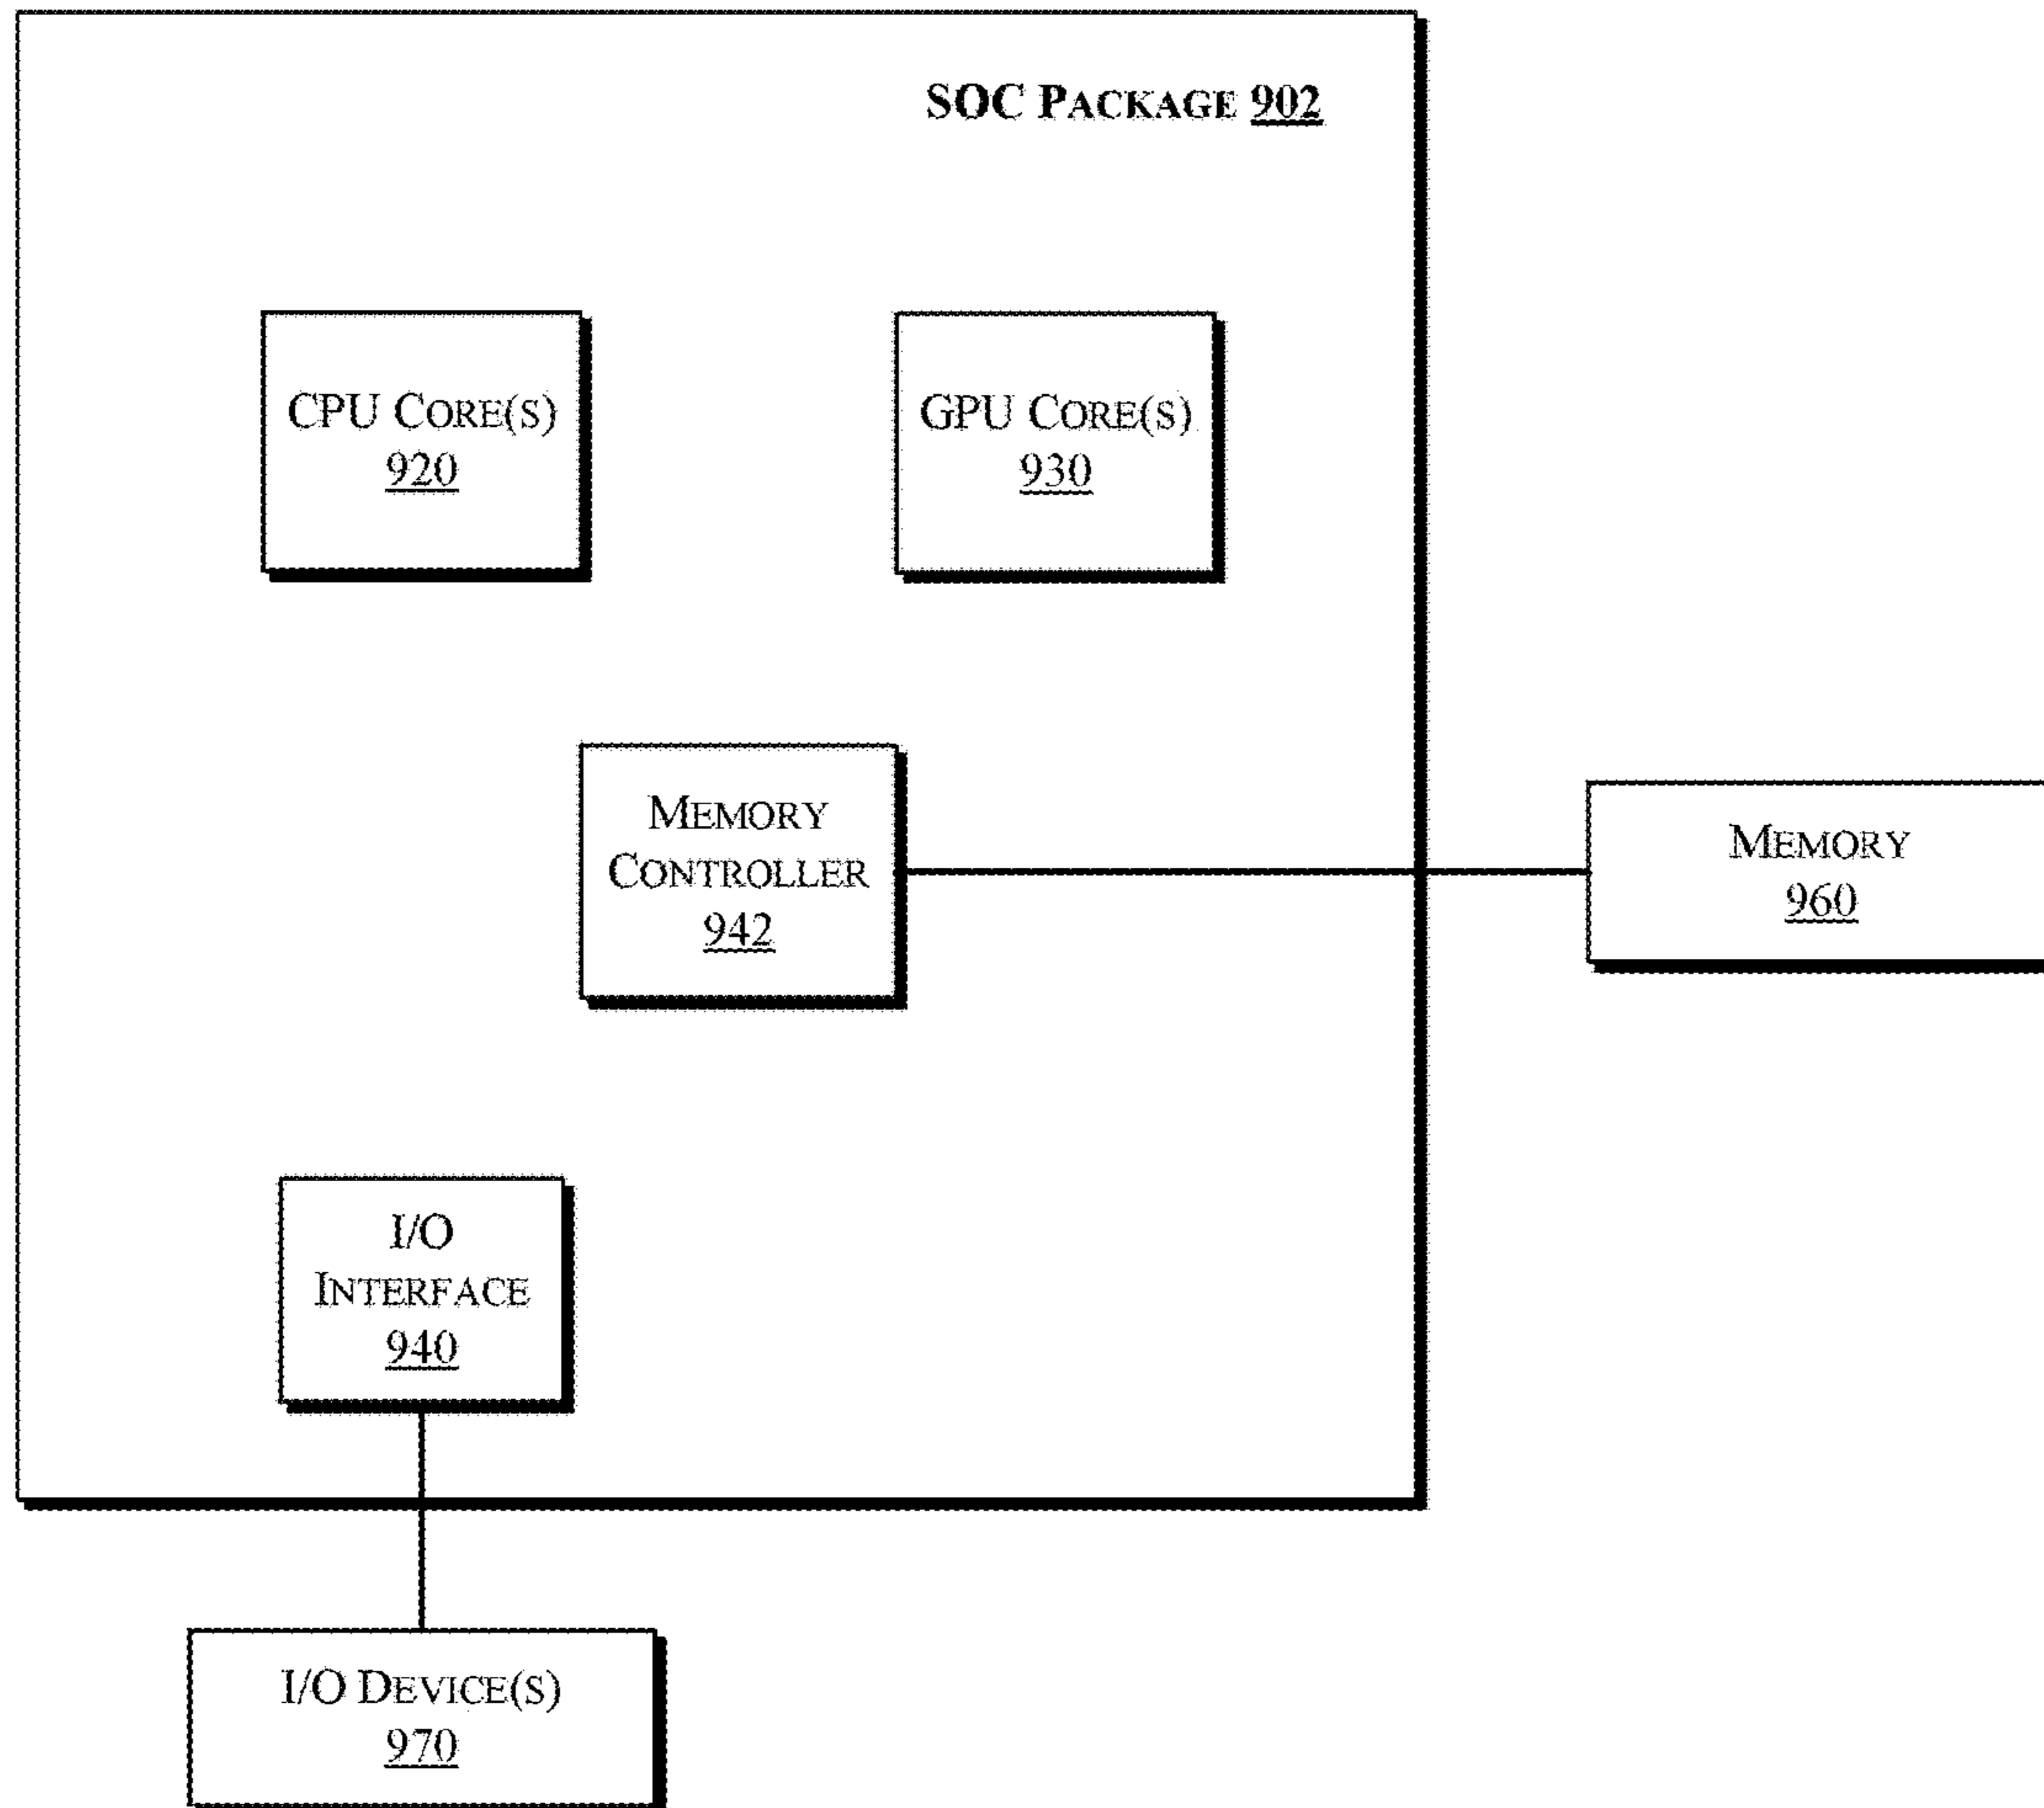 SOC PACKAGE 902
CPU CORE(S)
920
GPU CORE(S)
930
MEMORY
CONTROLLER
942
MEMORY
960
I/O
INTERFACE
940
I/O DEVICE(S)
970